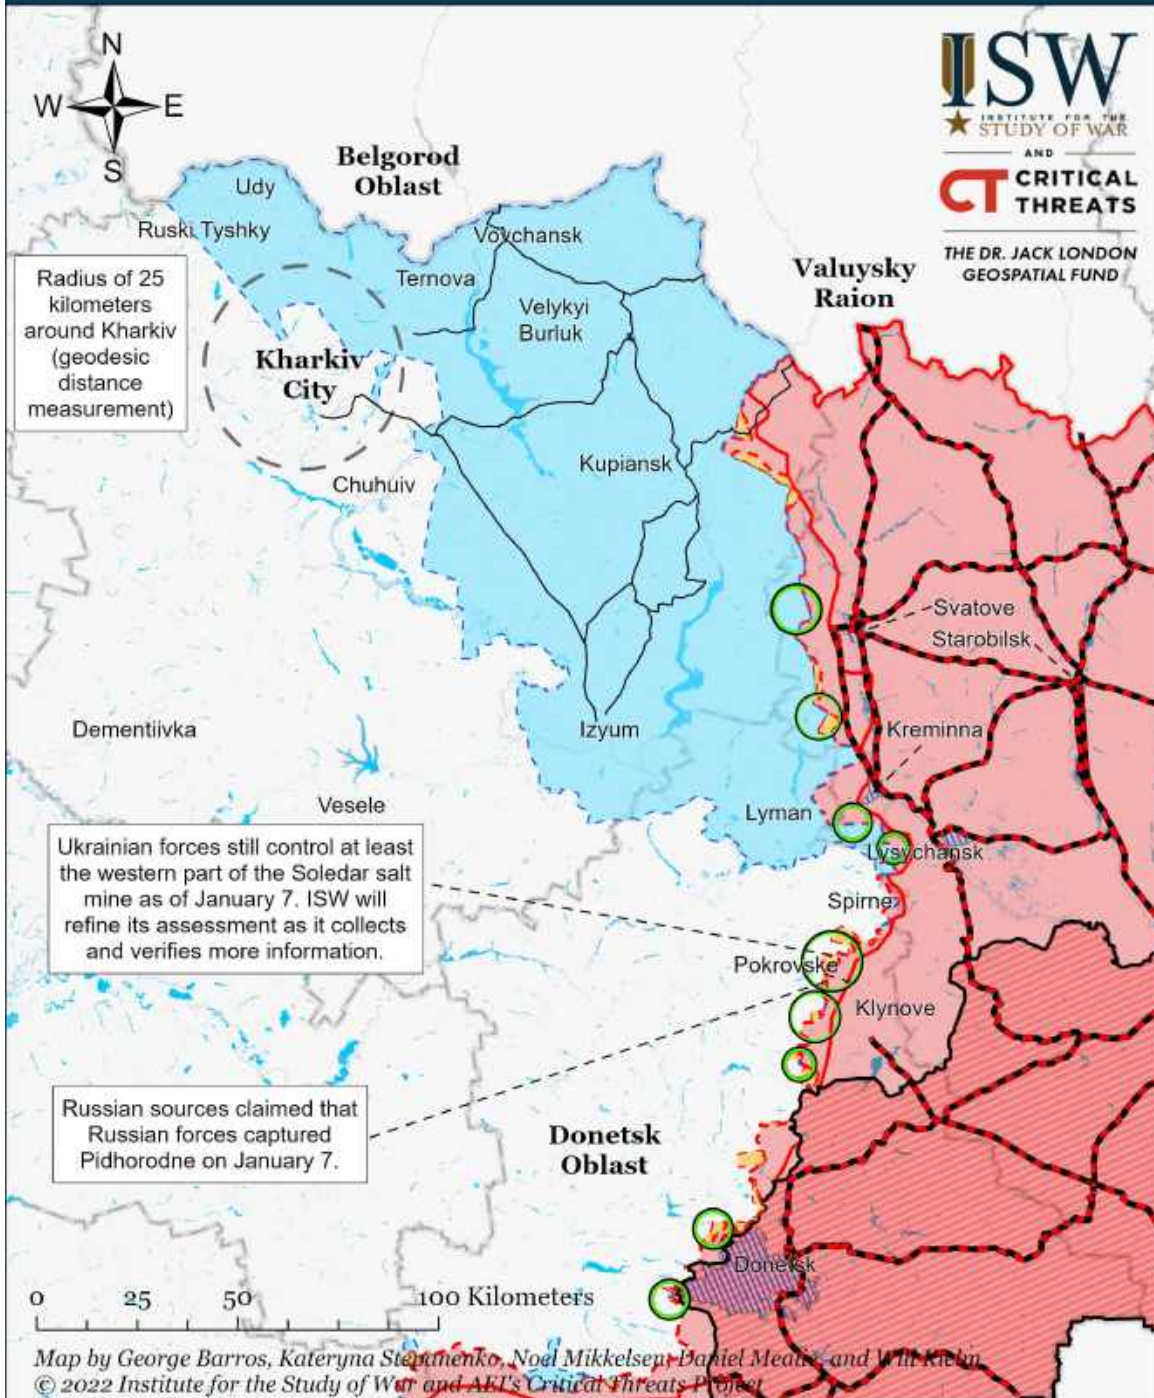 N
W E
S
ISW
INSTITUTE FOR THE
STUDY OF WAR
AND
CT CRITICAL
THREATS
THE DR. JACK LONDON
GEOSPATIAL FUND
Belgorod
Oblast
Udy
Ruski Tyshky
Vovchansk
Ternova
Valuysky
Raion
Radius of 25
kilometers
around Kharkiv
(geodesic
distance
measurement)
Velykyi
Burluk
Kharkiv
City
Kupiansk
Chuhuiv
Svatove
Starobilsk
Dementiivka
Izyum
Kreminna
Vesele
Lyman
Ukrainian forces still control at least
the western part of the Soledar salt
mine as of January 7. ISW will
refine its assessment as it collects
and verifies more information.
Lysychansk
Spirne
Pokrovske
Klynove
Russian sources claimed that
Russian forces captured
Pidhorodne on January 7.
Donetsk
Oblast
Donetsk
0 25 50 100 Kilometers
Map by George Barros, Kateryna Stepanenko, Noel Mikkelsen, Daniel Mealie, and Will Kielm
© 2022 Institute for the Study of War and AEI's Critical Threats Project